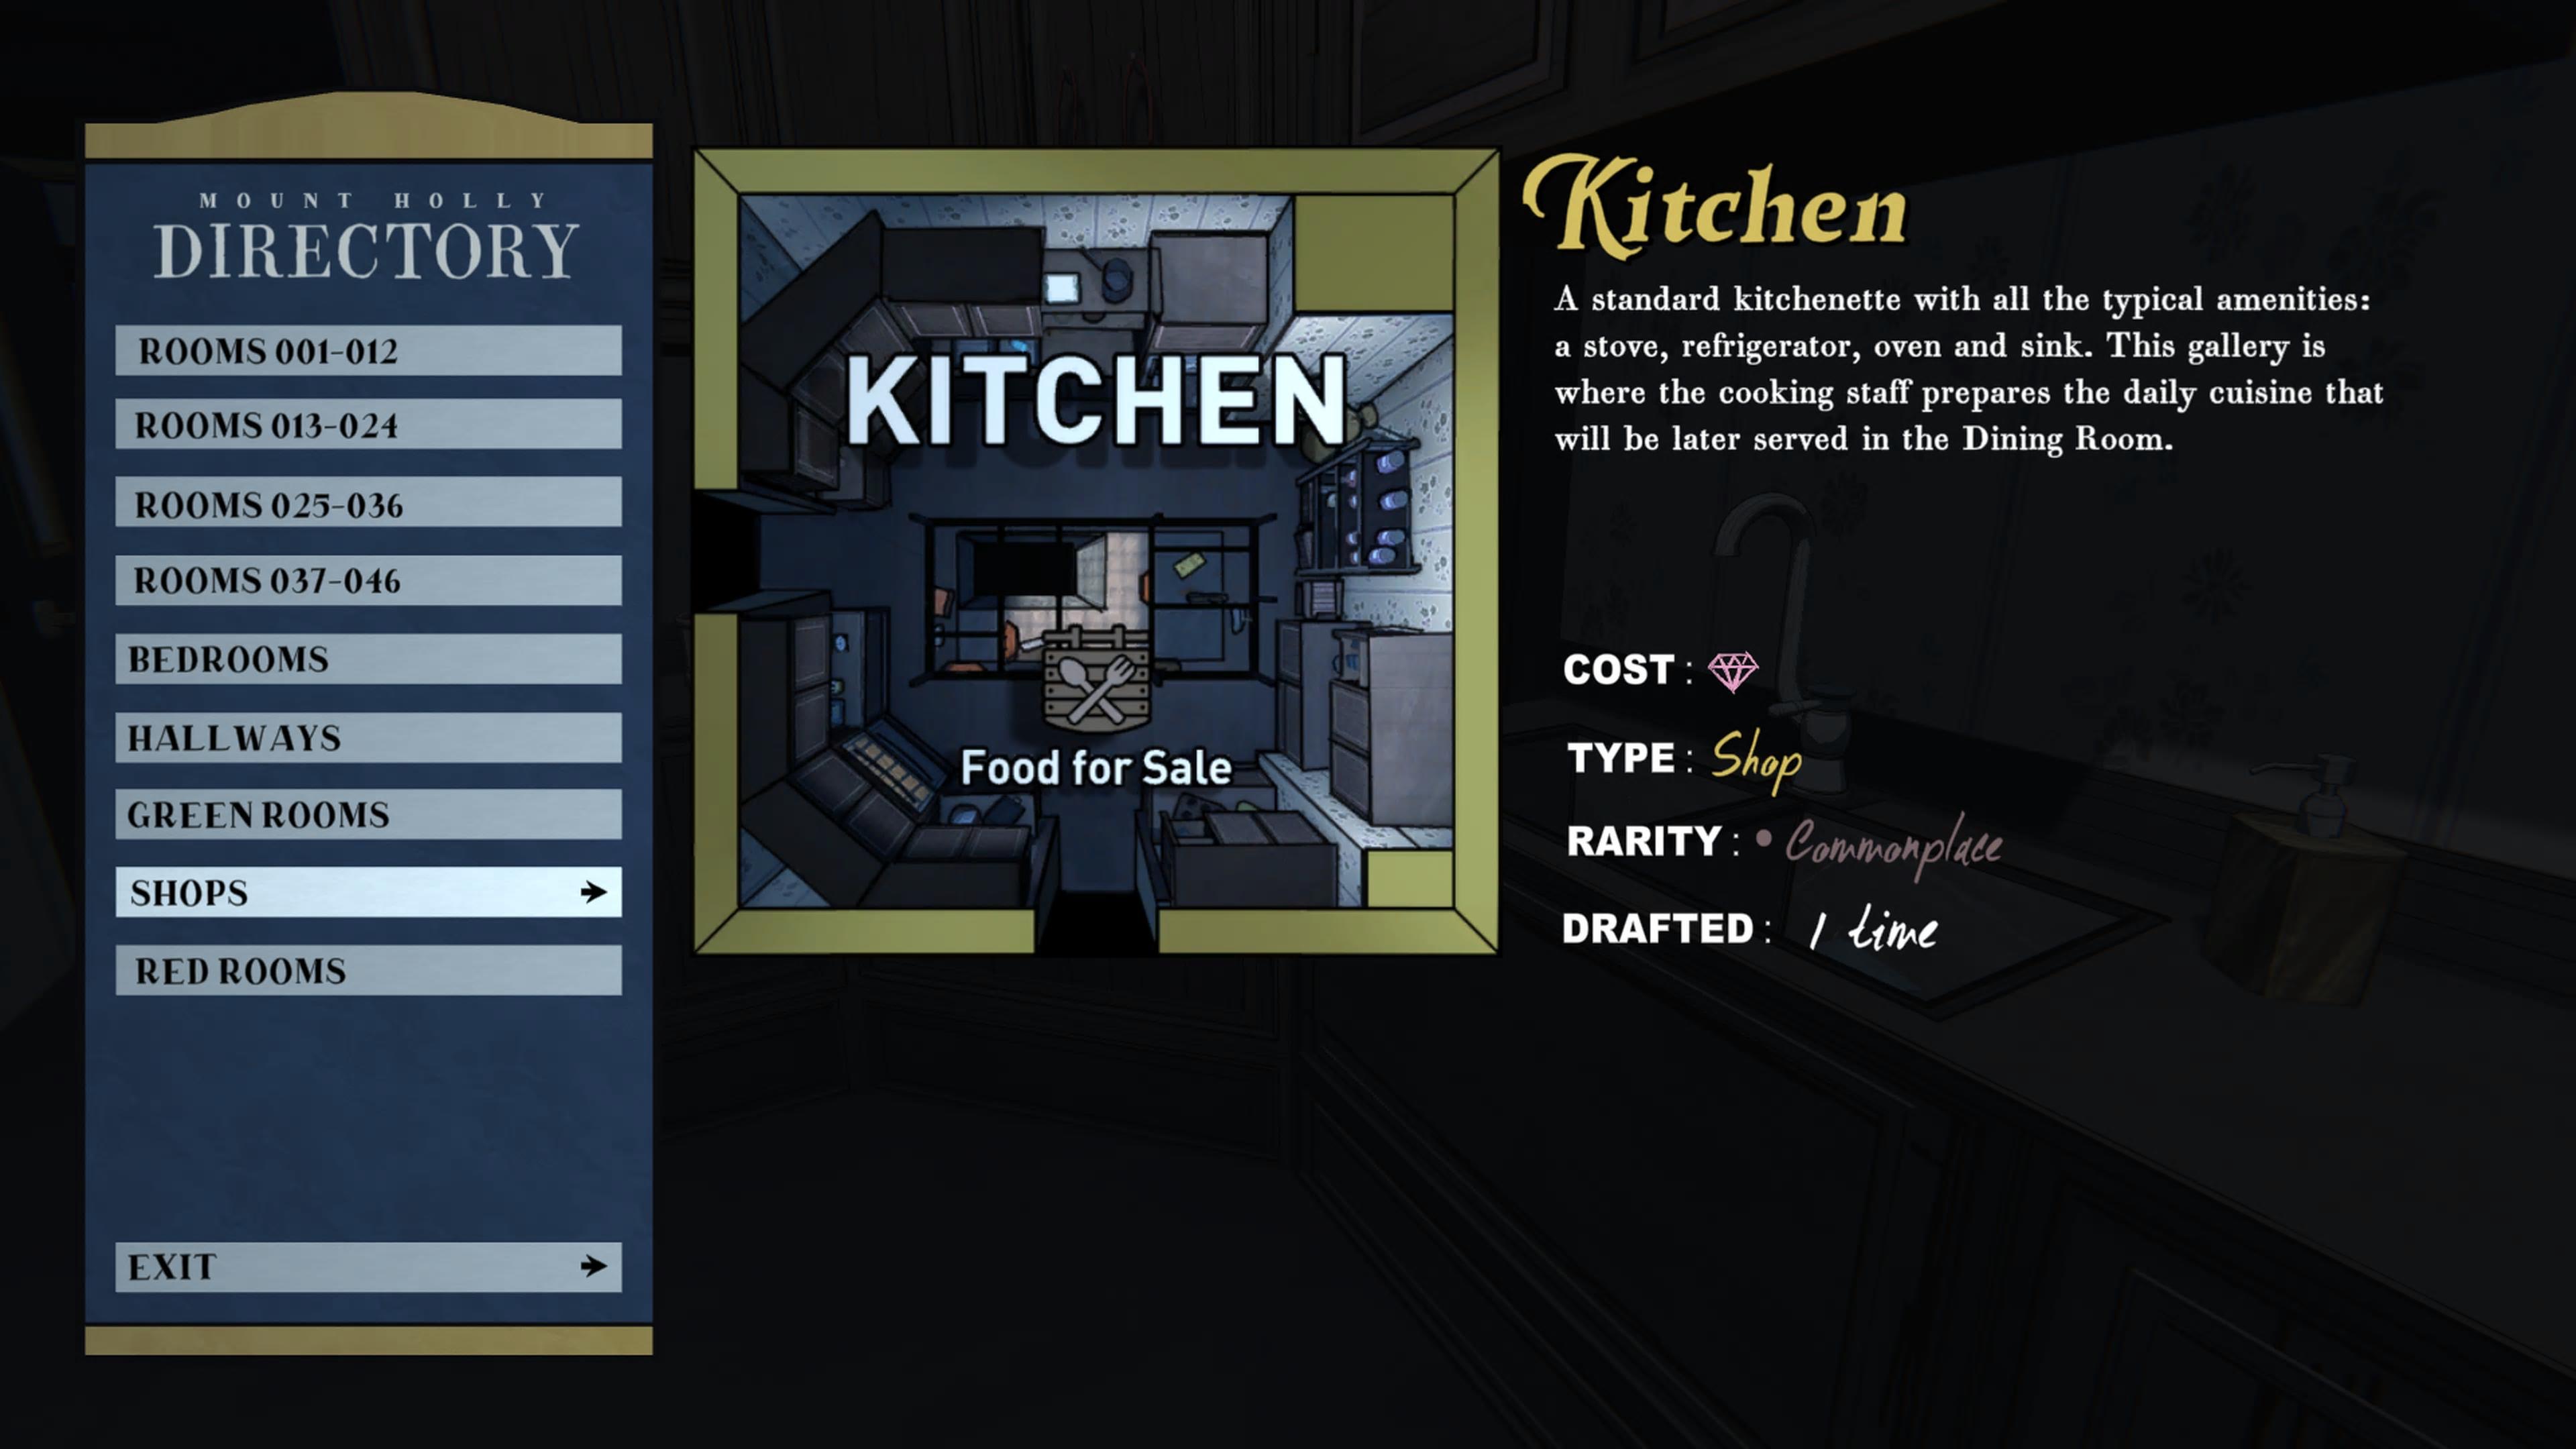 MOUNT HOLLY
DIRECTORY
ROOMS 001-012
ROOMS 013-024
ROOMS 025-036
ROOMS 037-046
BEDROOMS
HALLWAYS
GREEN ROOMS
SHOPS
RED ROOMS
EXIT
KITCHEN
Food for Sale
Kitchen
A standard kitchenette with all the typical amenities:
a stove, refrigerator, oven and sink. This gallery is
where the cooking staff prepares the daily cuisine that
will be later served in the Dining Room.
COST :
TYPE : Shop
RARITY : • Commonplace
DRAFTED : 1 time